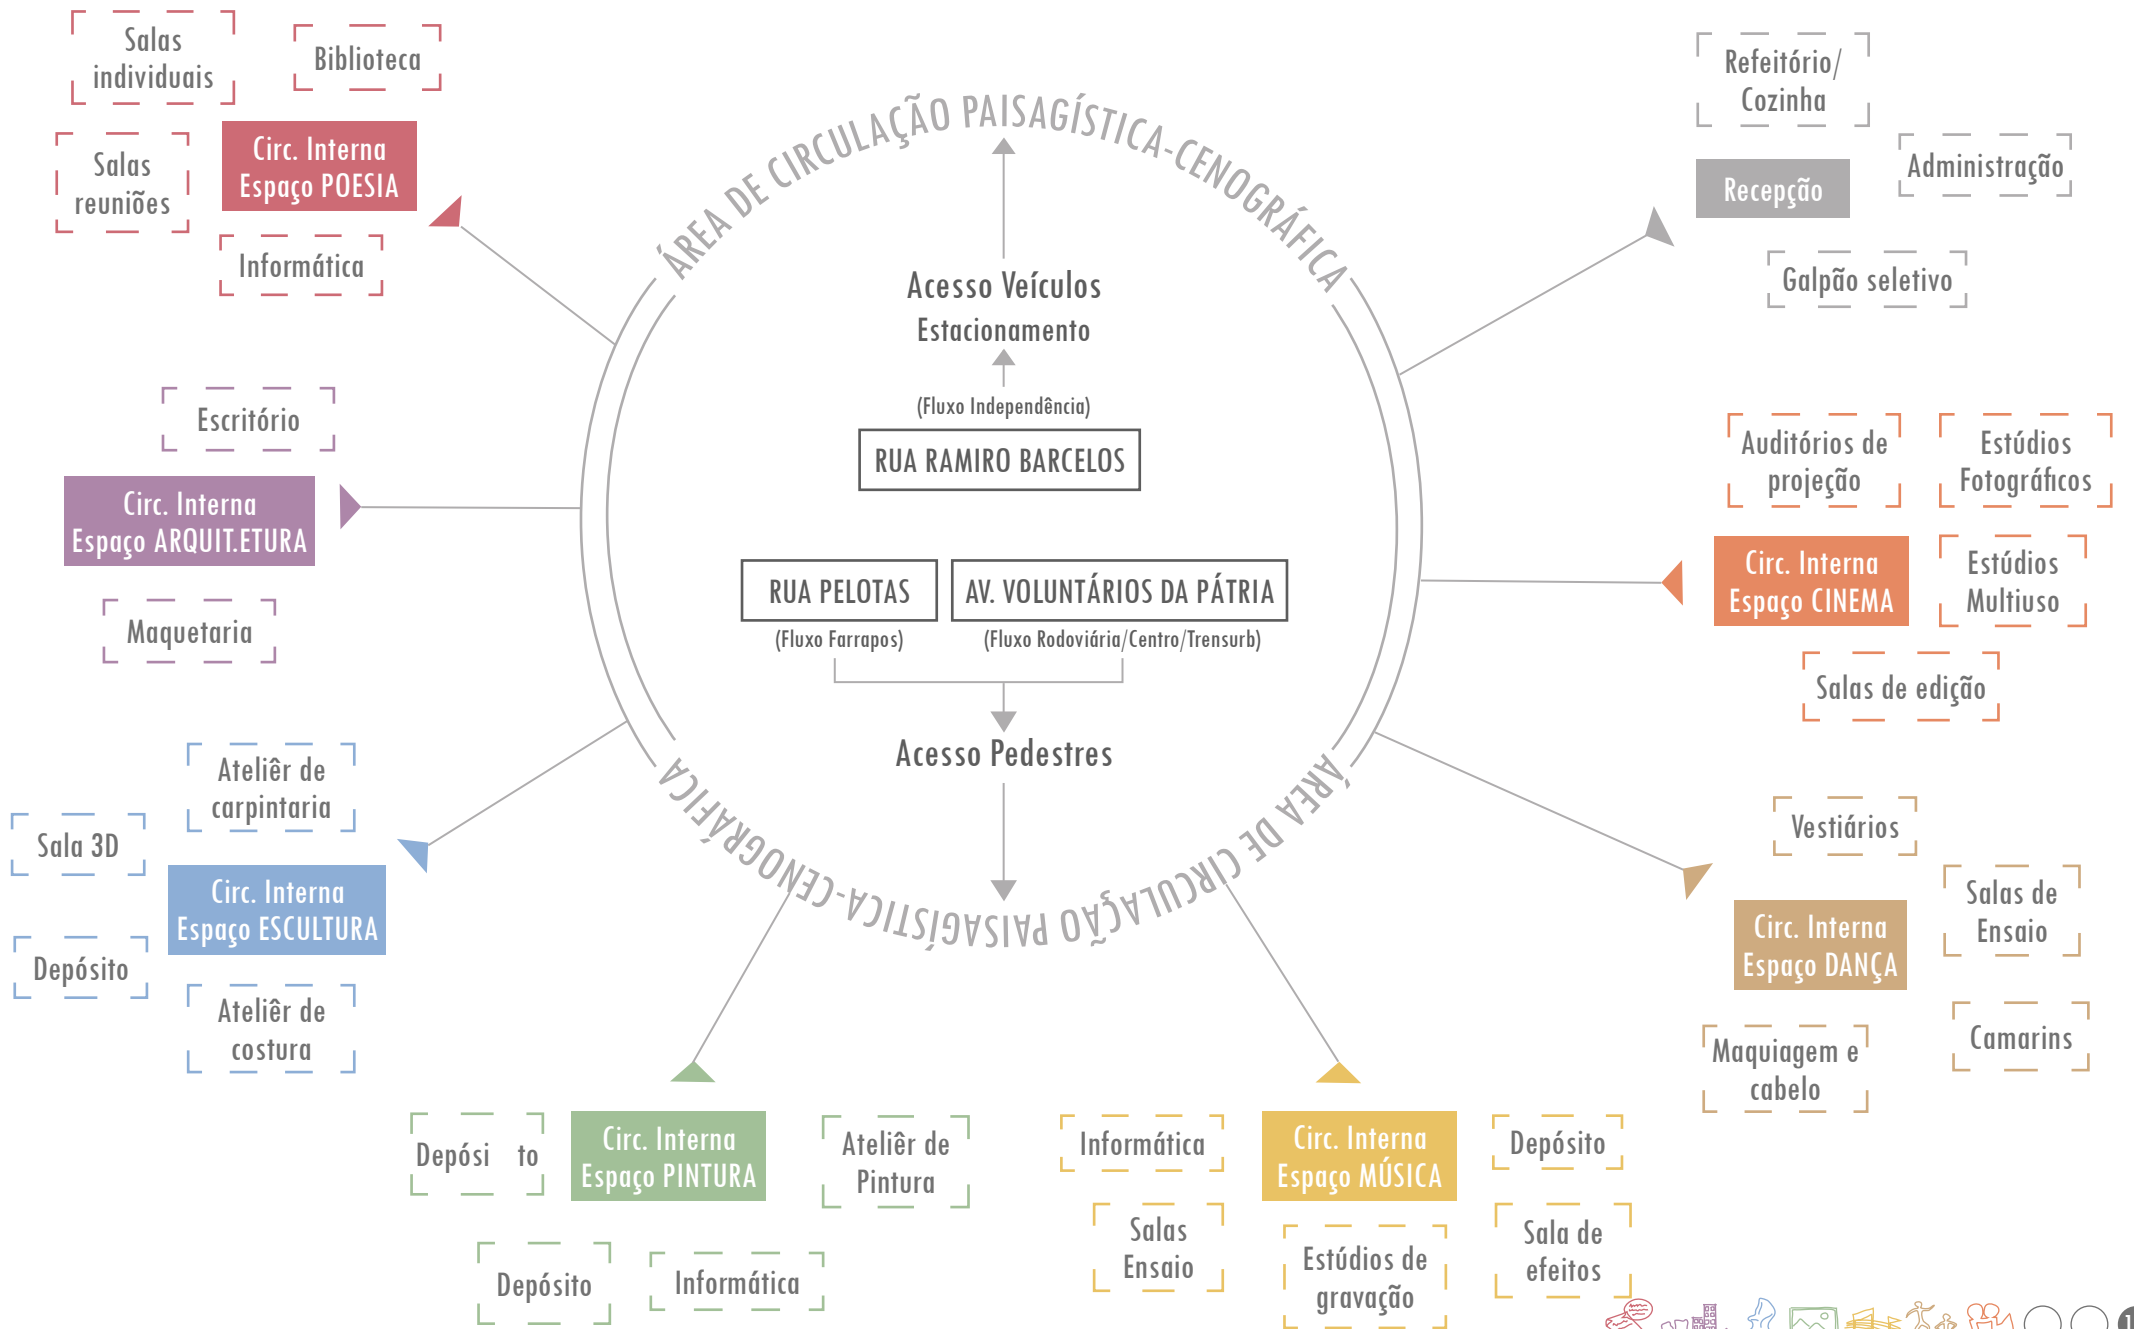 Salas
individuais
Biblioteca
Salas
reuniões
Circ. Interna
Espaço POESIA
Informática
ÁREA DE CIRCULAÇÃO PAISAGÍSTICA-CENOGRÁFICA
Refeitório/
Cozinha
Administração
Recepção
Galpão seletivo
Acesso Veículos
Estacionamento
(Fluxo Independência)
RUA RAMIRO BARCELOS
RUA PELOTAS
AV. VOLUNTÁRIOS DA PÁTRIA
(Fluxo Farrapos)
(Fluxo Rodoviária/Centro/Trensurb)
Acesso Pedestres
ÁREA DE CIRCULAÇÃO PAISAGÍSTICA-CENOGRÁFICA
Escritório
Circ. Interna
Espaço ARQUIT.ETURA
Maquetaria
Auditórios de
projeção
Estúdios
Fotográficos
Circ. Interna
Espaço CINEMA
Estúdios
Multiuso
Salas de edição
Ateliêr de
carpintaria
Sala 3D
Circ. Interna
Espaço ESCULTURA
Depósito
Ateliêr de
costura
Vestiários
Salas de
Ensaio
Circ. Interna
Espaço DANÇA
Camarins
Maquiagem e
cabelo
Depósi to
Circ. Interna
Espaço PINTURA
Ateliêr de
Pintura
Depósito
Informática
Informática
Circ. Interna
Espaço MÚSICA
Depósito
Salas
Ensaio
Estúdios de
gravação
Sala de
efeitos